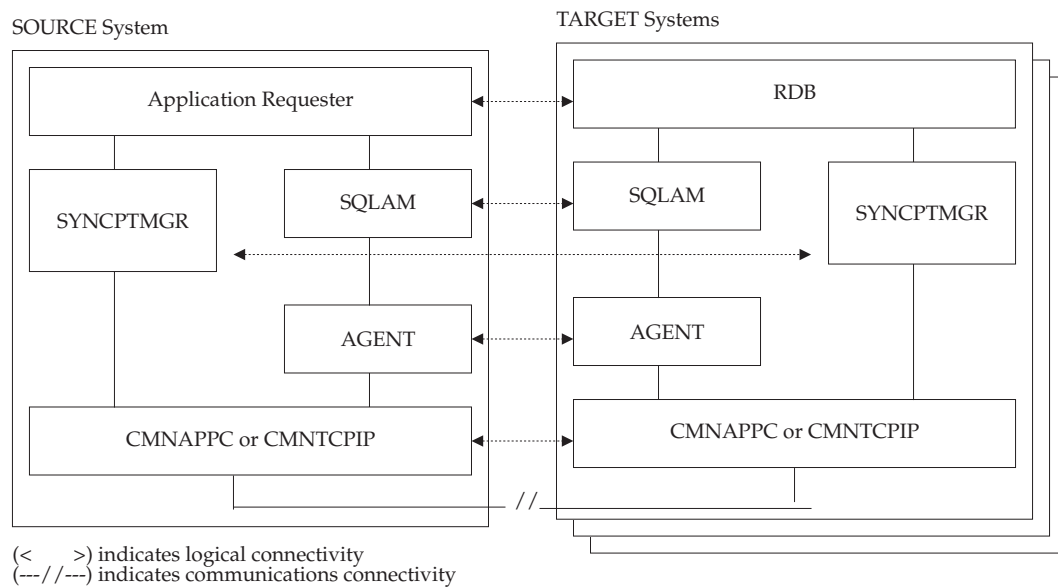 SOURCE System
TARGET Systems
Application Requester
RDB
SYNCPTMGR
SQLAM
SQLAM
SYNCPTMGR
AGENT
AGENT
CMNAPPC or CMNTCPIP
CMNAPPC or CMNTCPIP
//
(< >) indicates logical connectivity
(---//---) indicates communications connectivity